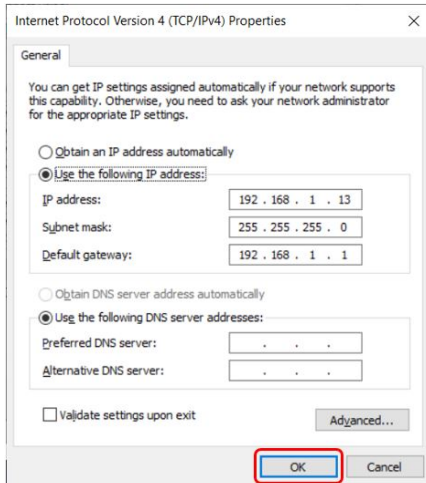 Internet Protocol Version 4 (TCP/IPv4) Properties
General
You can get IP settings assigned automatically if your network supports
this capability. Otherwise, you need to ask your network administrator
for the appropriate IP settings.
Obtain an IP address automatically
Use the following IP address:
IP address: 192 . 168 . 1 . 13
Subnet mask: 255 . 255 . 255 . 0
Default gateway: 192 . 168 . 1 . 1
Obtain DNS server address automatically
Use the following DNS server addresses:
Preferred DNS server: . . .
Alternative DNS server: . . .
Validate settings upon exit
Advanced...
OK Cancel